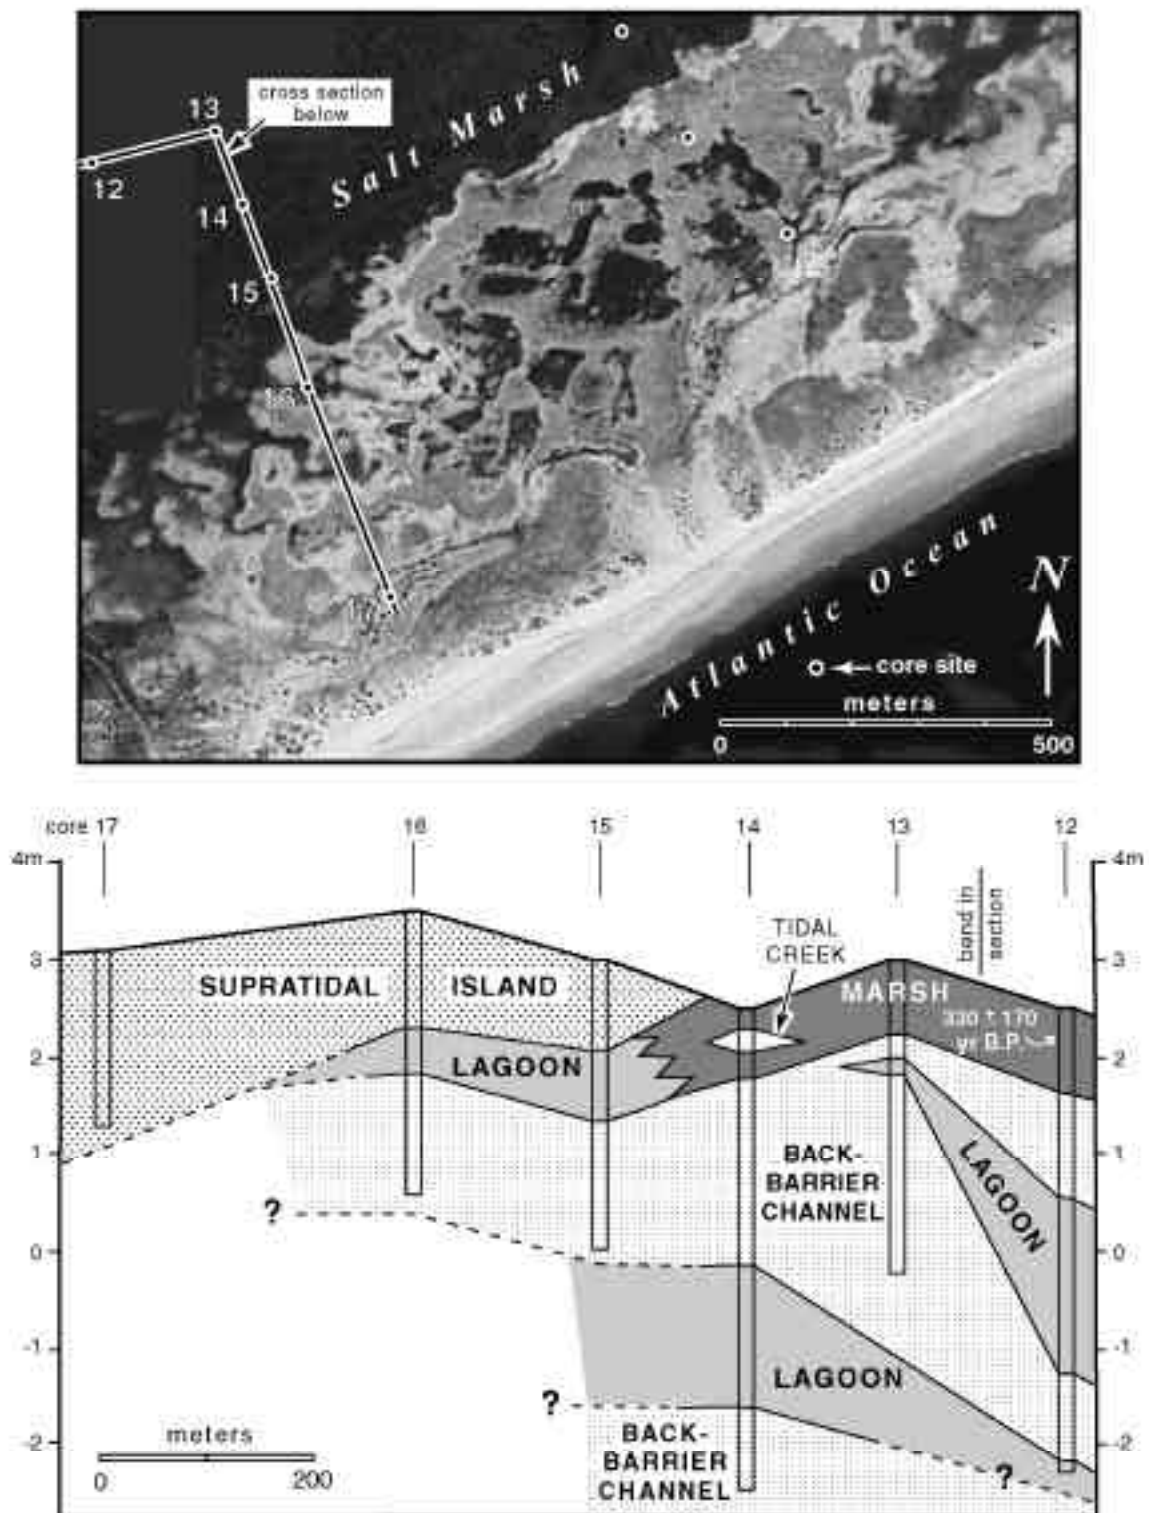 Salt Marsh
13
cross section
below
12
14
15
16
17
Atlantic Ocean
N
core site
meters
0 500
core 17 16 15 14 13 12
4m 4m
bend in
section
TIDAL
CREEK
3 3
SUPRATIDAL ISLAND
MARSH
330 ± 170
yr B.P.
2 2
LAGOON
1 1
BACK-
BARRIER
CHANNEL
LAGOON
?
0 0
-1 -1
LAGOON
?
meters
0 200
-2 -2
BACK-
BARRIER
CHANNEL
?